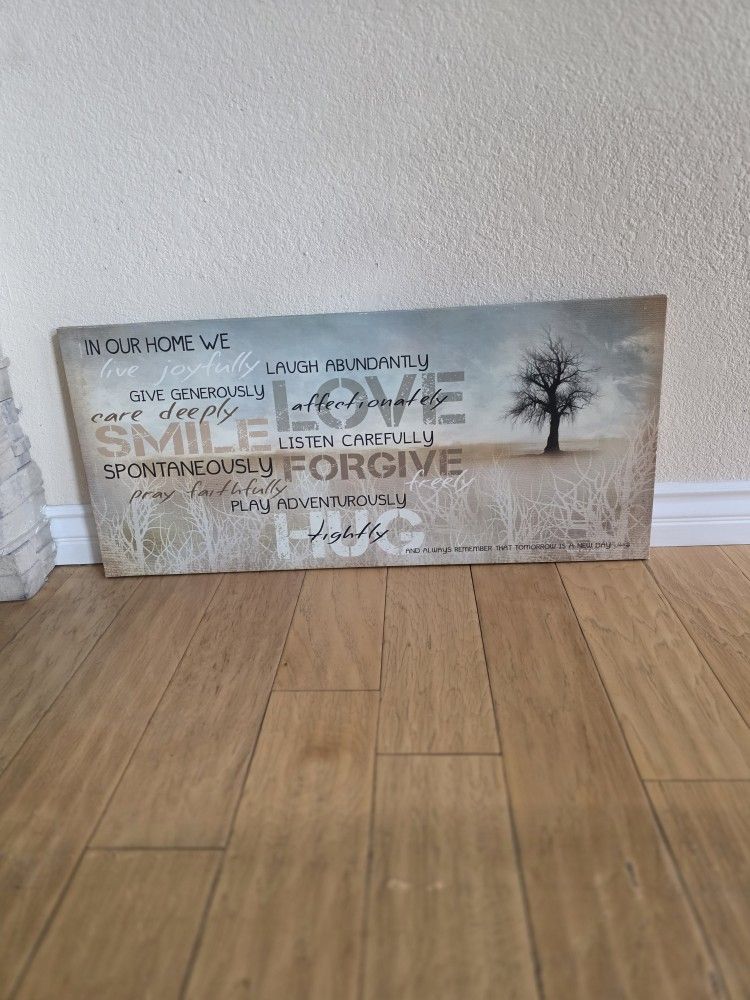 IN OUR HOME WE
live joyfully LAUGH ABUNDANTLY
GIVE GENEROUSLY LOVE
care deeply affectionately
SMILE LISTEN CAREFULLY
SPONTANEOUSLY FORGIVE
pray faithfully freely
PLAY ADVENTUROUSLY
HUG
tightly
AND ALWAYS REMEMBER THAT TOMORROW IS A NEW DAY